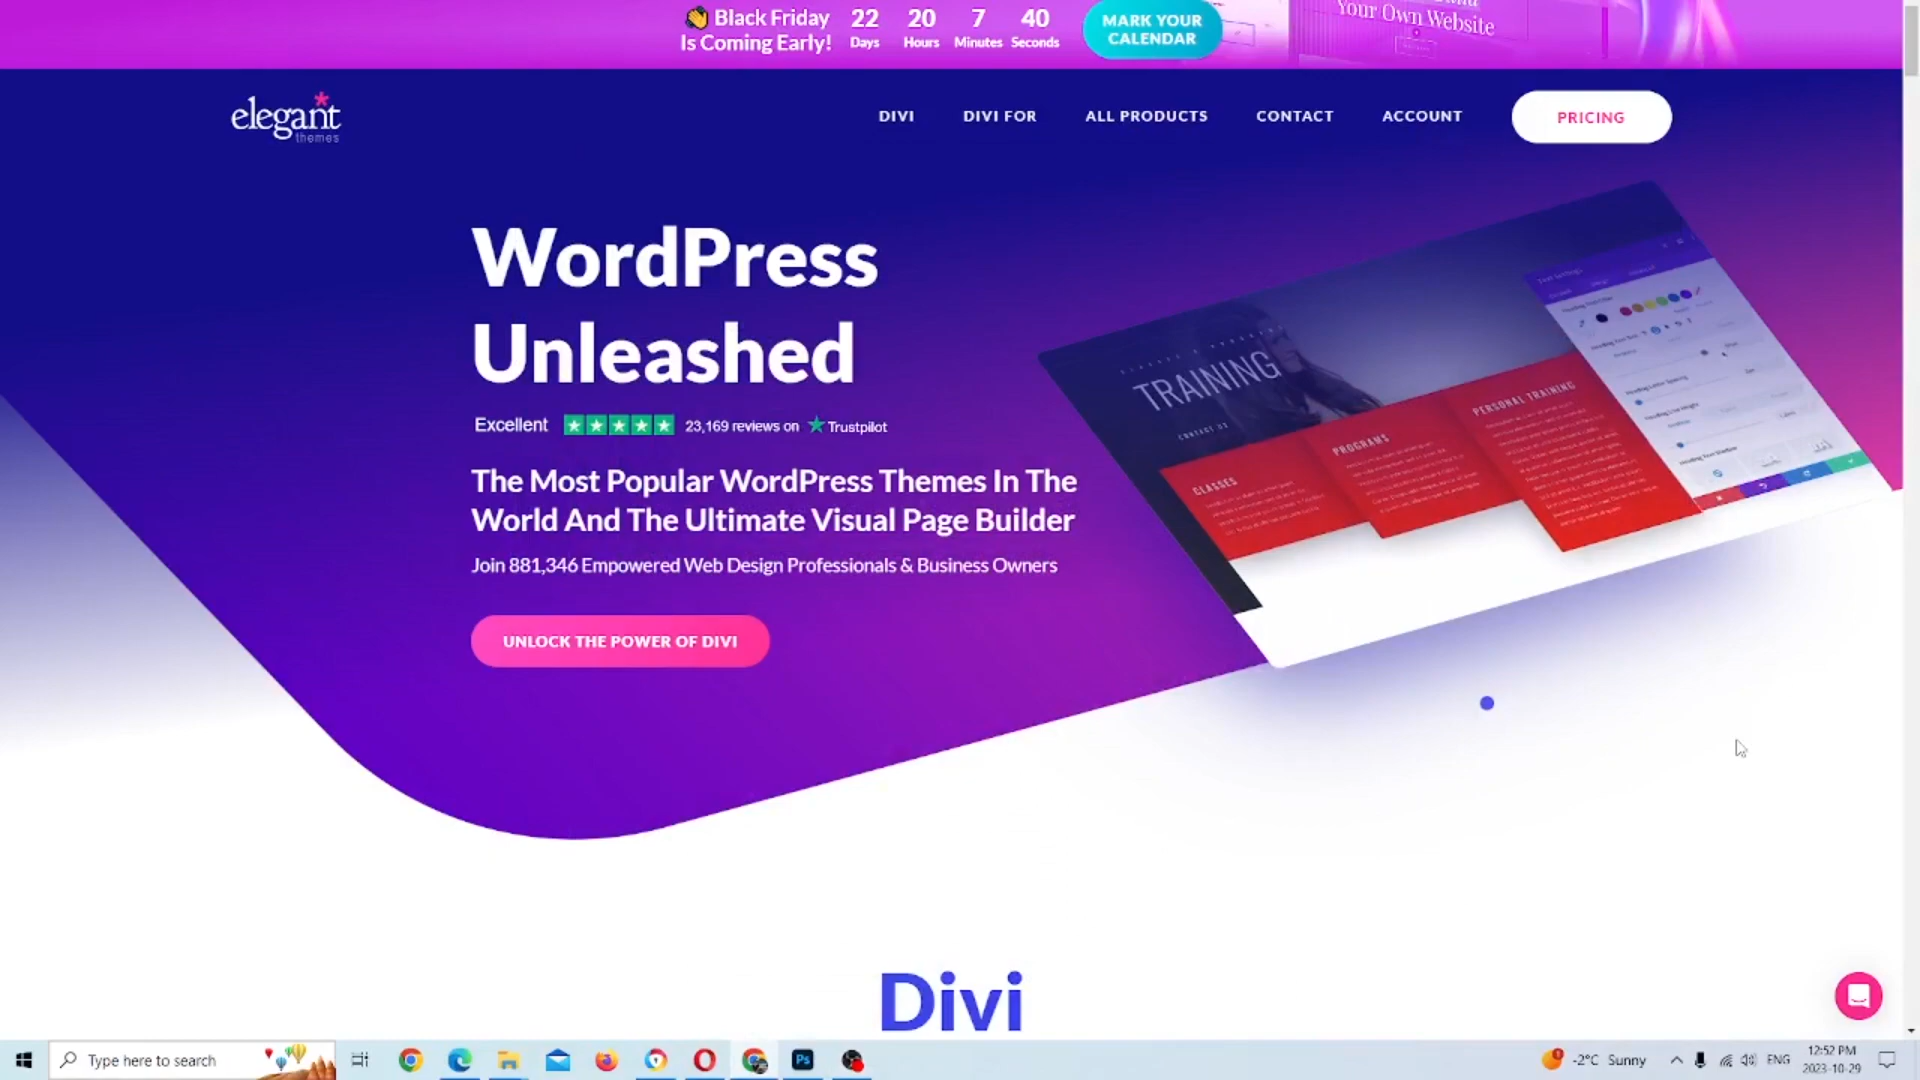 Black Friday
Is Coming Early!
22
Days
20
Hours
7
Minutes
40
Seconds
MARK YOUR
CALENDAR
Your Own Website
elegant
themes
DIVI
DIVI FOR
ALL PRODUCTS
CONTACT
ACCOUNT
PRICING
WordPress
Unleashed
Excellent
23,169 reviews on
Trustpilot
The Most Popular WordPress Themes In The
World And The Ultimate Visual Page Builder
Join 881,346 Empowered Web Design Professionals & Business Owners
UNLOCK THE POWER OF DIVI
TRAINING
CONTACT US
CLASSES
PROGRAMS
PERSONAL TRAINING
Divi
Type here to search
Ps
-2°C Sunny
ENG
12:52 PM
2023-10-29